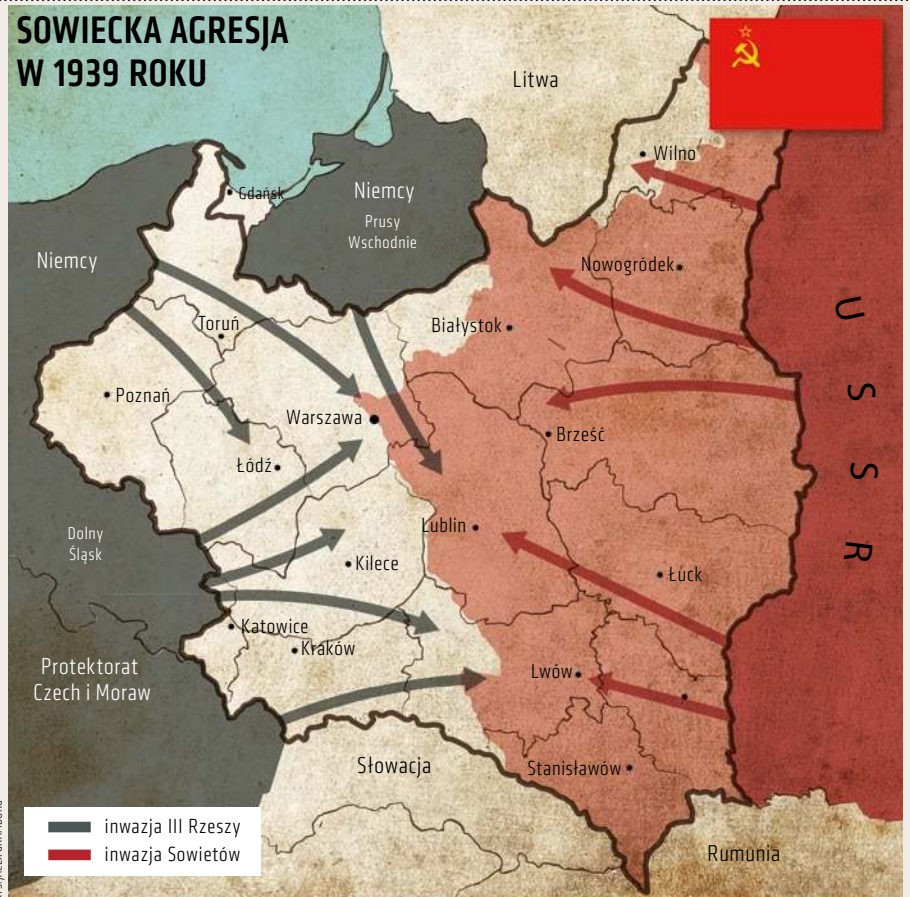 SOWIECKA AGRESJA
W 1939 ROKU
Litwa
Wilno
Gdańsk
Niemcy
Prusy
Wschodnie
Niemcy
Nowogródek
U S S R
Toruń
Białystok
Poznań
Warszawa
Brześć
Łódź
Dolny
Śląsk
Lublin
Kilece
Łuck
Katowice
Kraków
Protektorat
Czech i Moraw
Lwów
Słowacja
Stanisławów
inwazja III Rzeszy
inwazja Sowietów
Rumunia